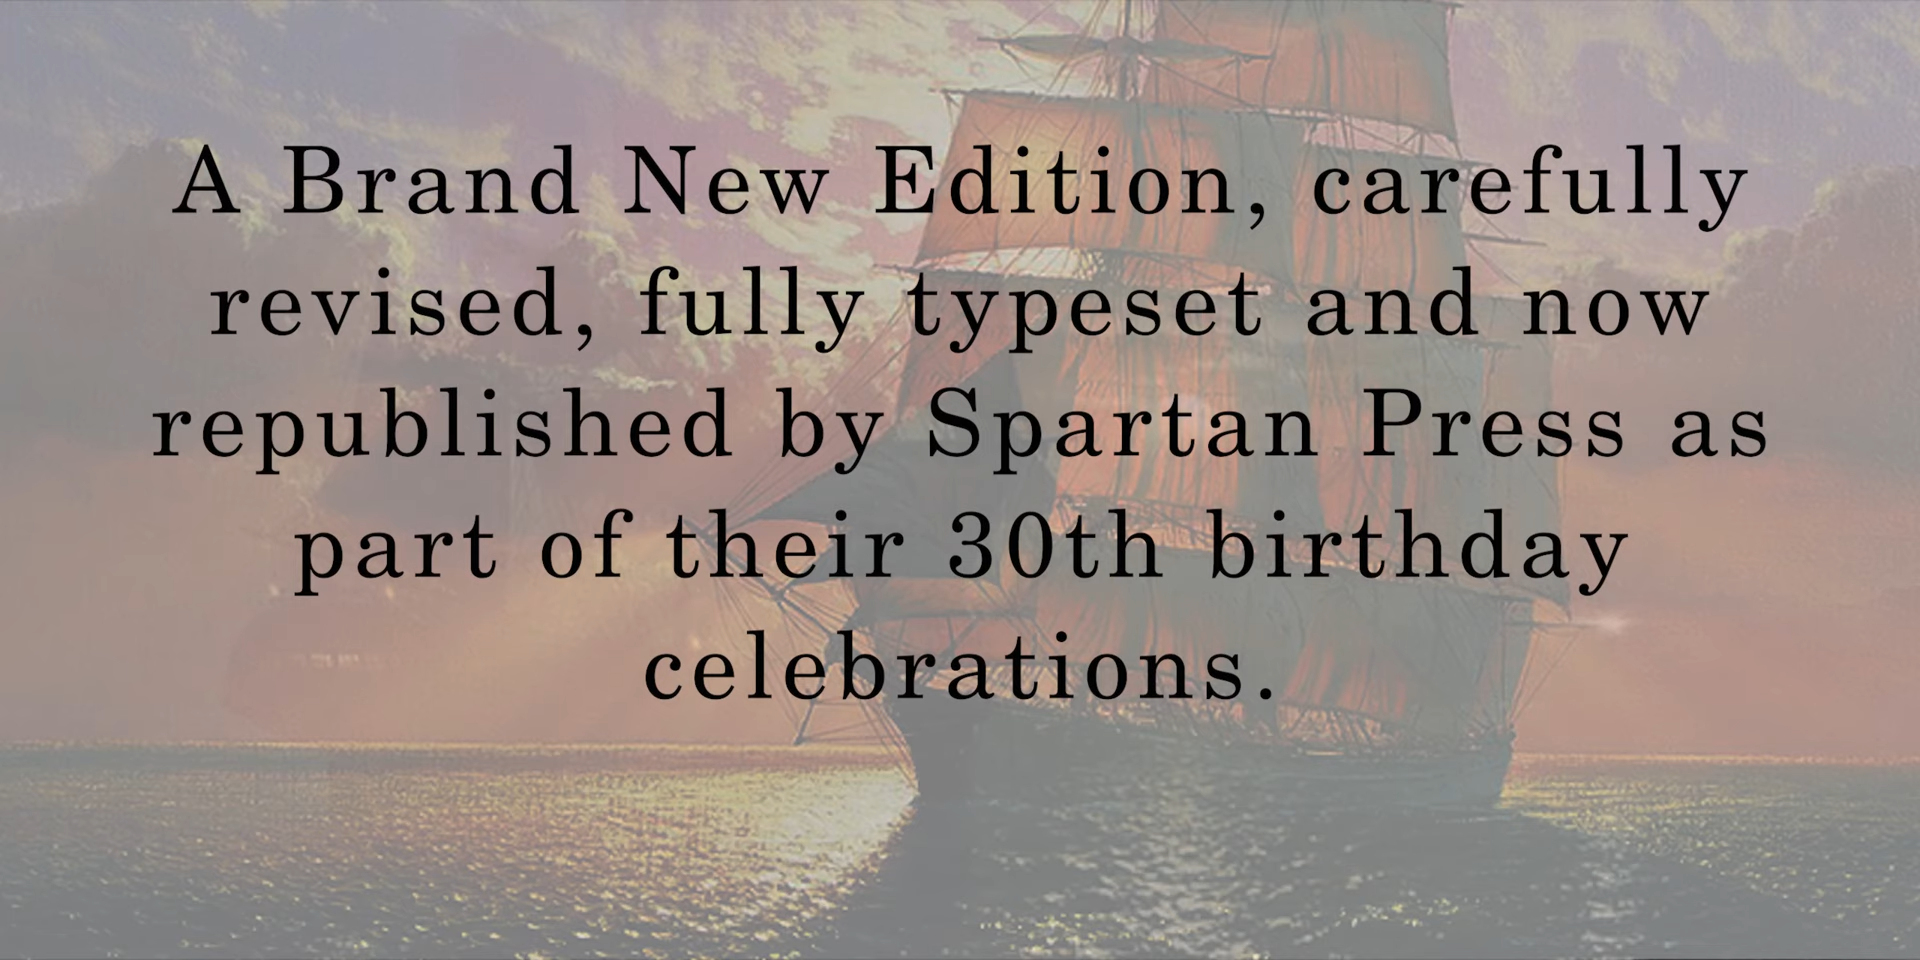 A Brand New Edition, carefully
revised, fully typeset and now
republished by Spartan Press as
part of their 30th birthday
celebrations.